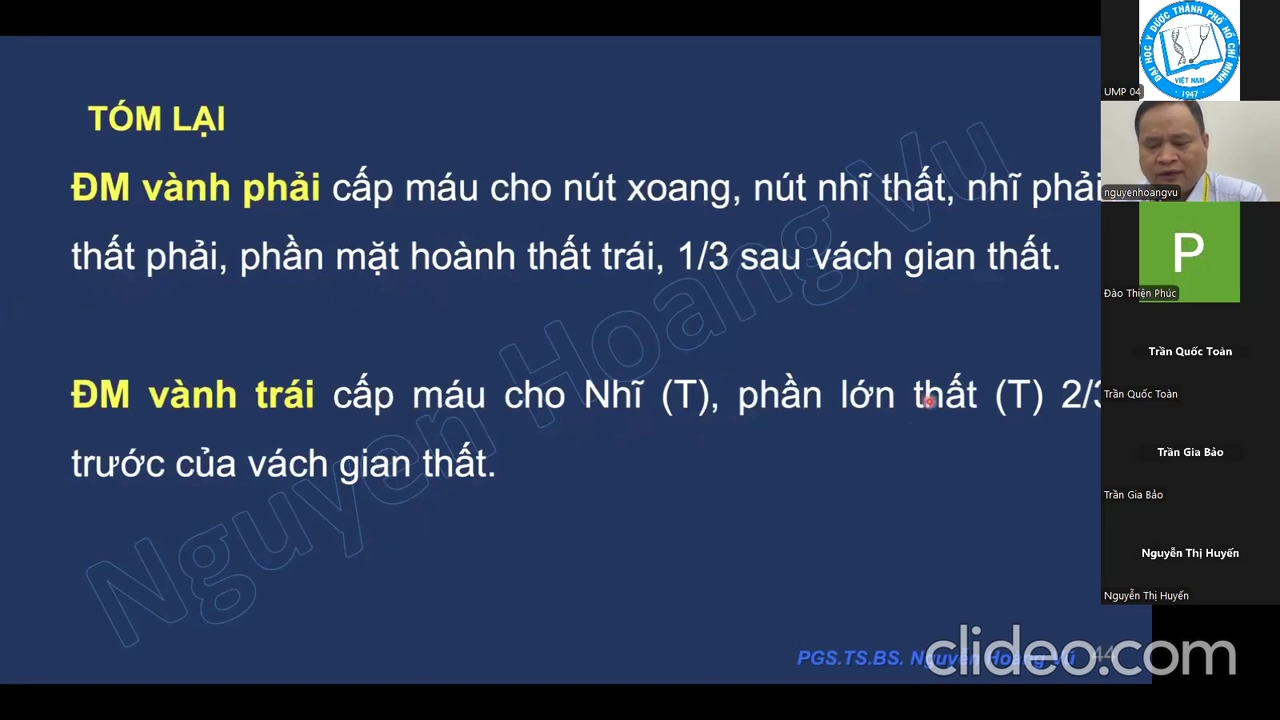 TÓM LẠI
ĐM vành phải cấp máu cho nút xoang, nút nhĩ thất, nhĩ phải
thất phải, phần mặt hoành thất trái, 1/3 sau vách gian thất.
ĐM vành trái cấp máu cho Nhĩ (T), phần lớn thất (T) 2/3
trước của vách gian thất.
Nguyen Hoang Vu
PGS.TS.BS. Nguyễn Hoàng Vũ 44
clideo.com
ĐẠI HỌC Y DƯỢC THÀNH PHỐ HỒ CHÍ MINH
VIỆT NAM
1947
UMP 04
nguyenhoangvu
P
Đào Thiện Phúc
Trần Quốc Toàn
Trần Quốc Toàn
Trần Gia Bảo
Trần Gia Bảo
Nguyễn Thị Huyến
Nguyễn Thị Huyến